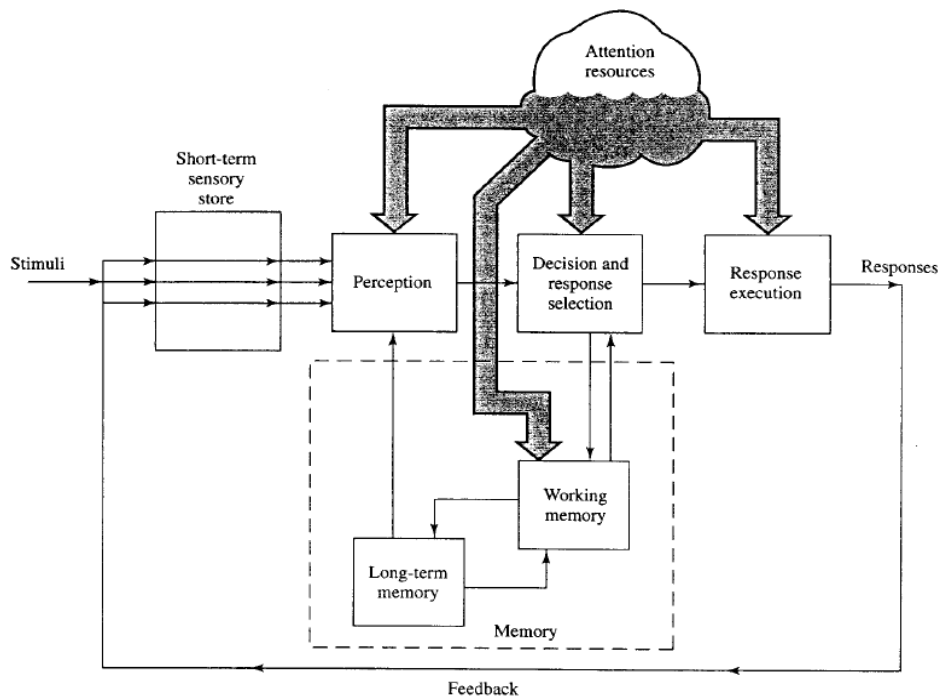 Attention
resources
Short-term
sensory
store
Stimuli
Perception
Decision and
response
selection
Response
execution
Responses
Working
memory
Long-term
memory
Memory
Feedback